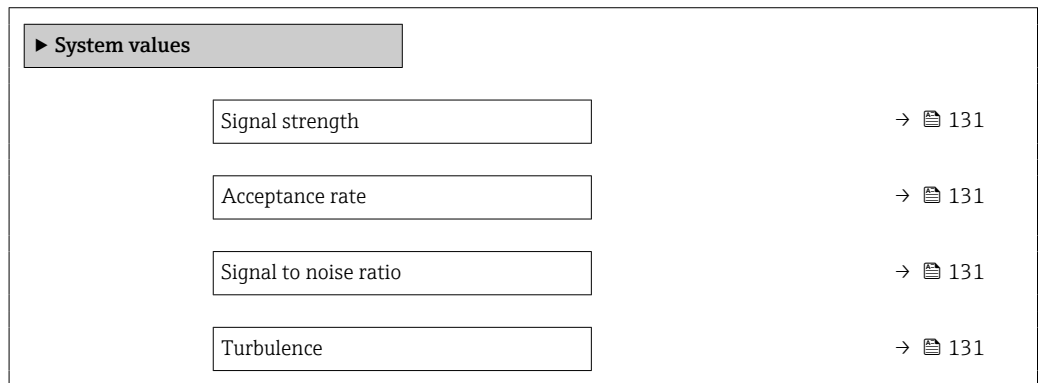 ▶ System values
Signal strength → 131
Acceptance rate → 131
Signal to noise ratio → 131
Turbulence → 131